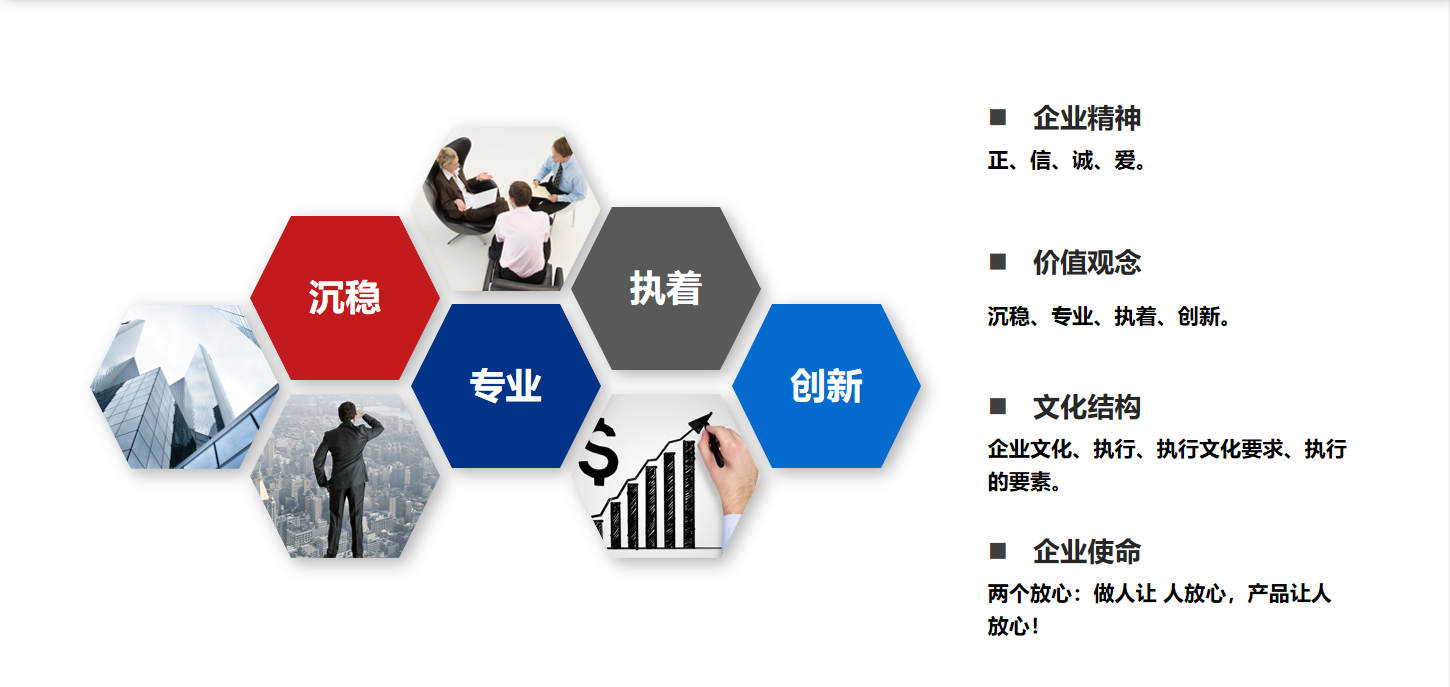 沉稳
执着
专业
创新
$
■ 企业精神
正、信、诚、爱。
■ 价值观念
沉稳、专业、执着、创新。
■ 文化结构
企业文化、执行、执行文化要求、执行
的要素。
■ 企业使命
两个放心：做人让 人放心，产品让人
放心！